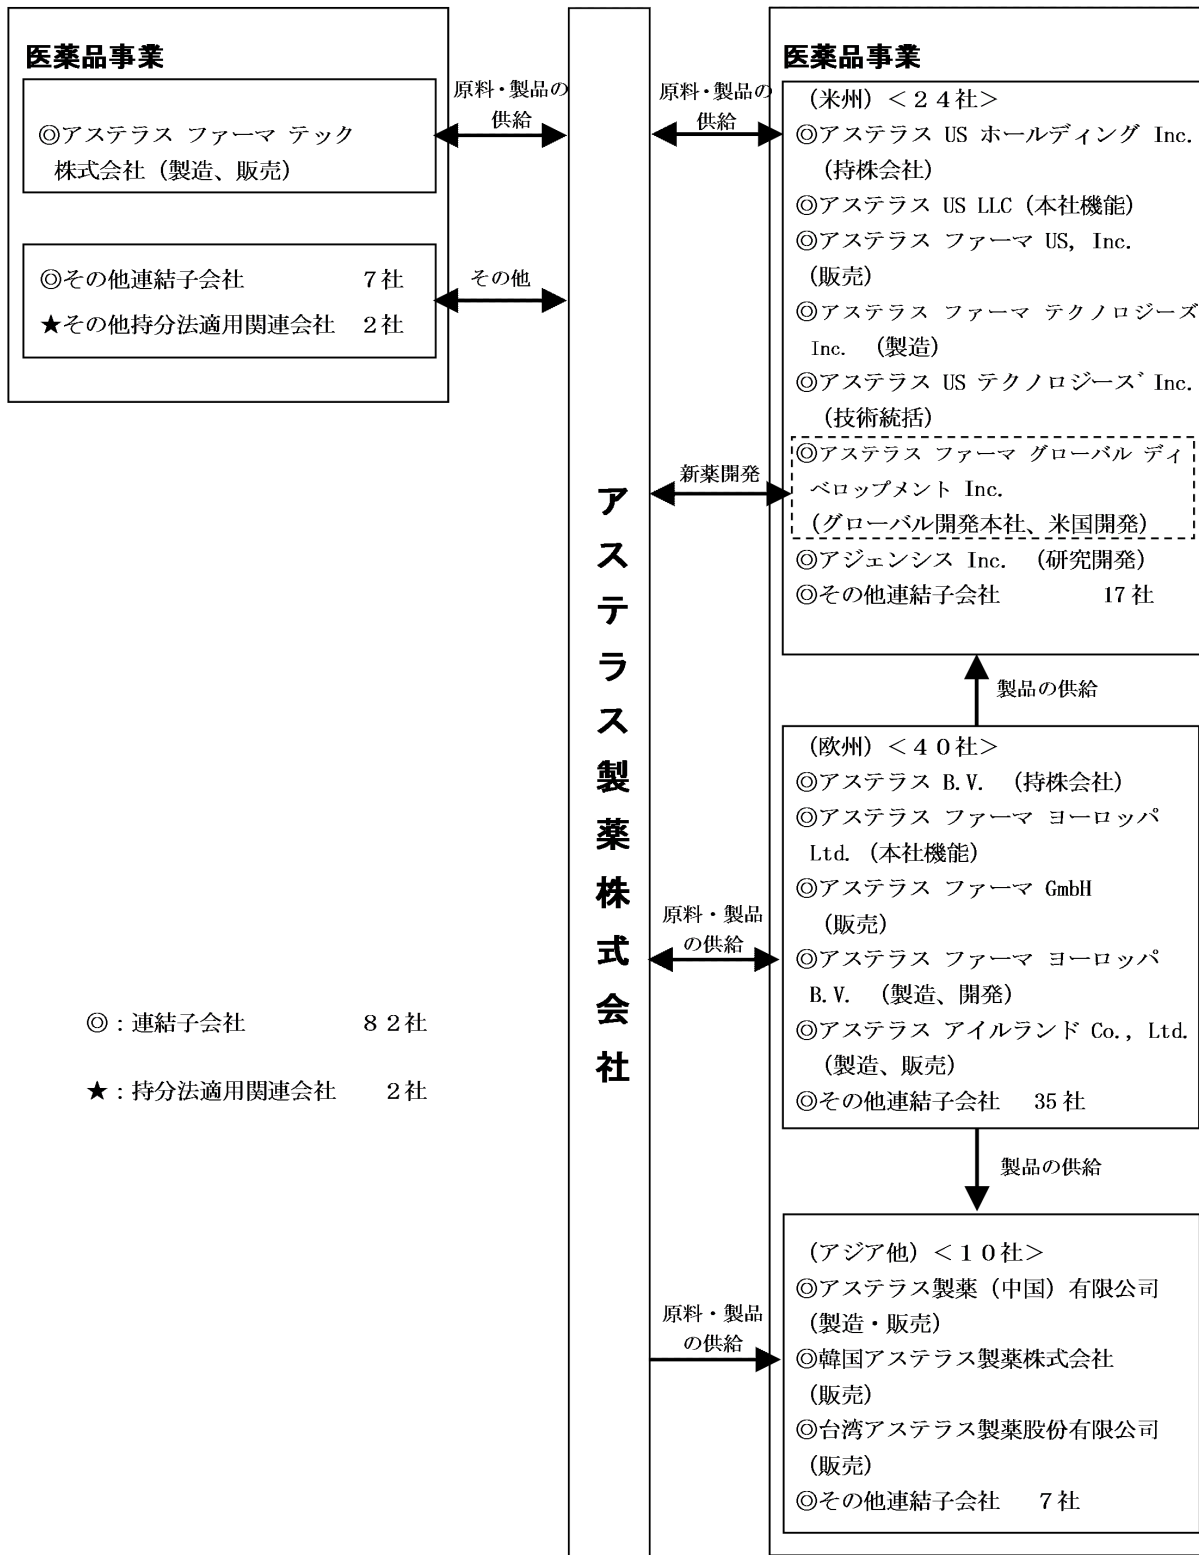 医薬品事業
◎アステラス ファーマ テック
株式会社（製造、販売）
◎その他連結子会社 7社
★その他持分法適用関連会社 2社
原料・製品の
供給
その他
◎：連結子会社 82社
★：持分法適用関連会社 2社
アステラス製薬株式会社
原料・製品の
供給
新薬開発
原料・製品
の供給
原料・製品
の供給
医薬品事業
（米州）＜24社＞
◎アステラス US ホールディング Inc.
（持株会社）
◎アステラス US LLC（本社機能）
◎アステラス ファーマ US, Inc.
（販売）
◎アステラス ファーマ テクノロジーズ
Inc. （製造）
◎アステラス US テクノロジーズ Inc.
（技術統括）
◎アステラス ファーマ グローバル ディ
ベロップメント Inc.
（グローバル開発本社、米国開発）
◎アジェンシス Inc. （研究開発）
◎その他連結子会社 17社
製品の供給
（欧州）＜40社＞
◎アステラス B.V. （持株会社）
◎アステラス ファーマ ヨーロッパ
Ltd.（本社機能）
◎アステラス ファーマ GmbH
（販売）
◎アステラス ファーマ ヨーロッパ
B.V. （製造、開発）
◎アステラス アイルランド Co., Ltd.
（製造、販売）
◎その他連結子会社 35社
製品の供給
（アジア他）＜10社＞
◎アステラス製薬（中国）有限公司
（製造・販売）
◎韓国アステラス製薬株式会社
（販売）
◎台湾アステラス製薬股份有限公司
（販売）
◎その他連結子会社 7社